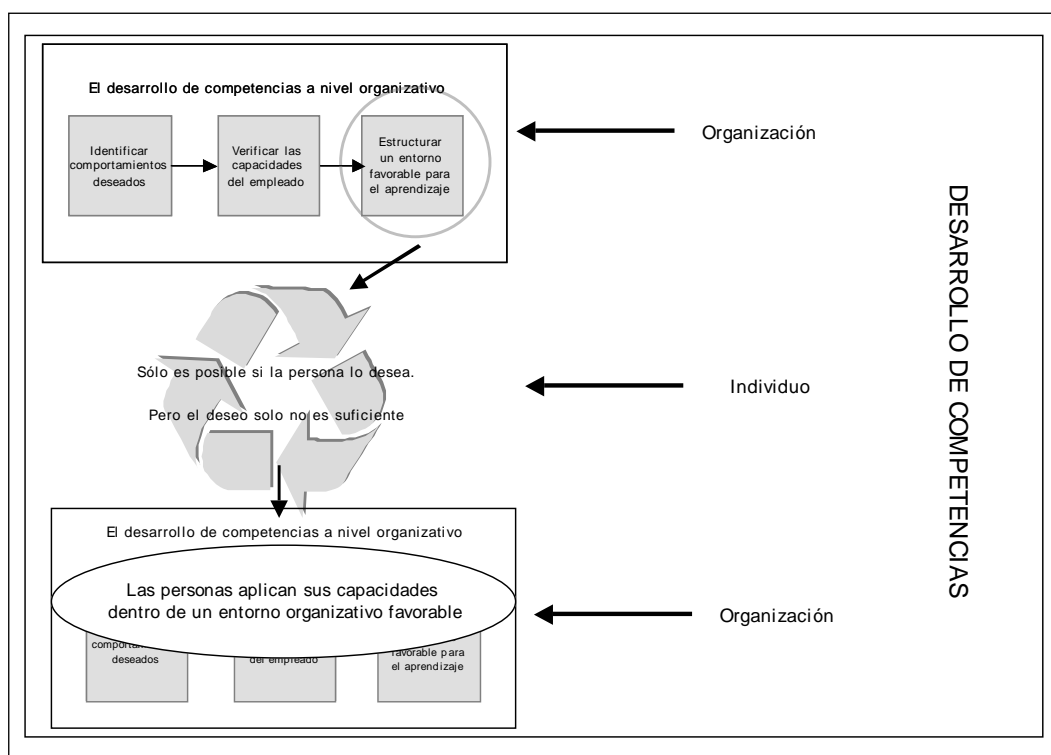 El desarrollo de competencias a nivel organizativo
Identificar
comportamientos
deseados
Verificar las
capacidades
del empleado
Estructurar
un entorno
favorable para
el aprendizaje
Organización
Sólo es posible si la persona lo desea.
Pero el deseo solo no es suficiente
Individuo
El desarrollo de competencias a nivel organizativo
Las personas aplican sus capacidades
dentro de un entorno organizativo favorable
deseados
del empleado
favorable para
el aprendizaje
Organización
DESARROLLO DE COMPETENCIAS